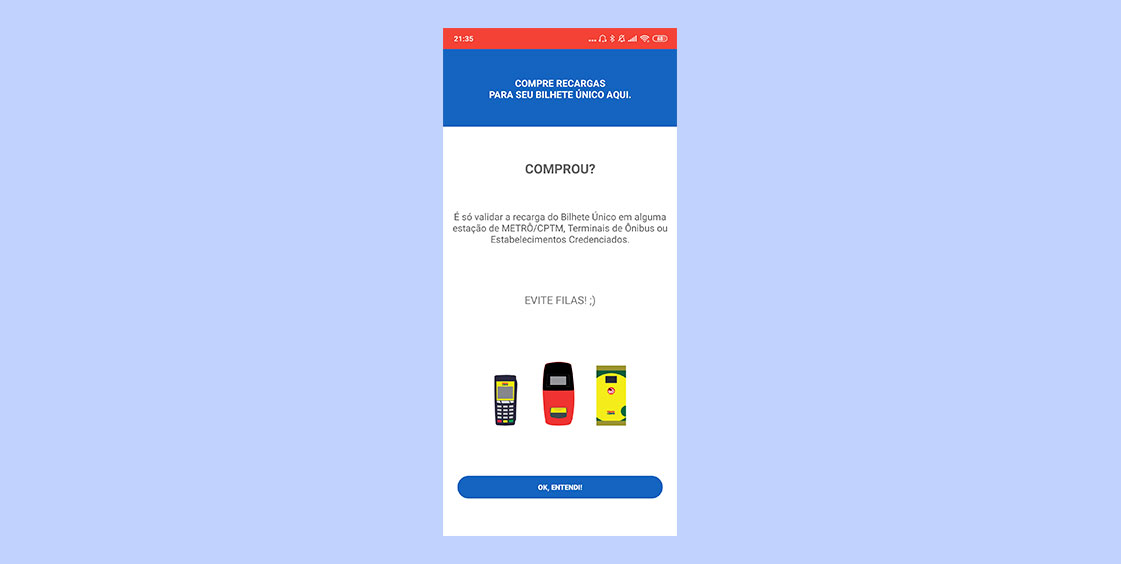 21:35
68
COMPRE RECARGAS
PARA SEU BILHETE ÚNICO AQUI.
COMPROU?
É só validar a recarga do Bilhete Único em alguma
estação de METRÔ/CPTM, Terminais de Ônibus ou
Estabelecimentos Credenciados.
EVITE FILAS! ;)
OK, ENTENDI!